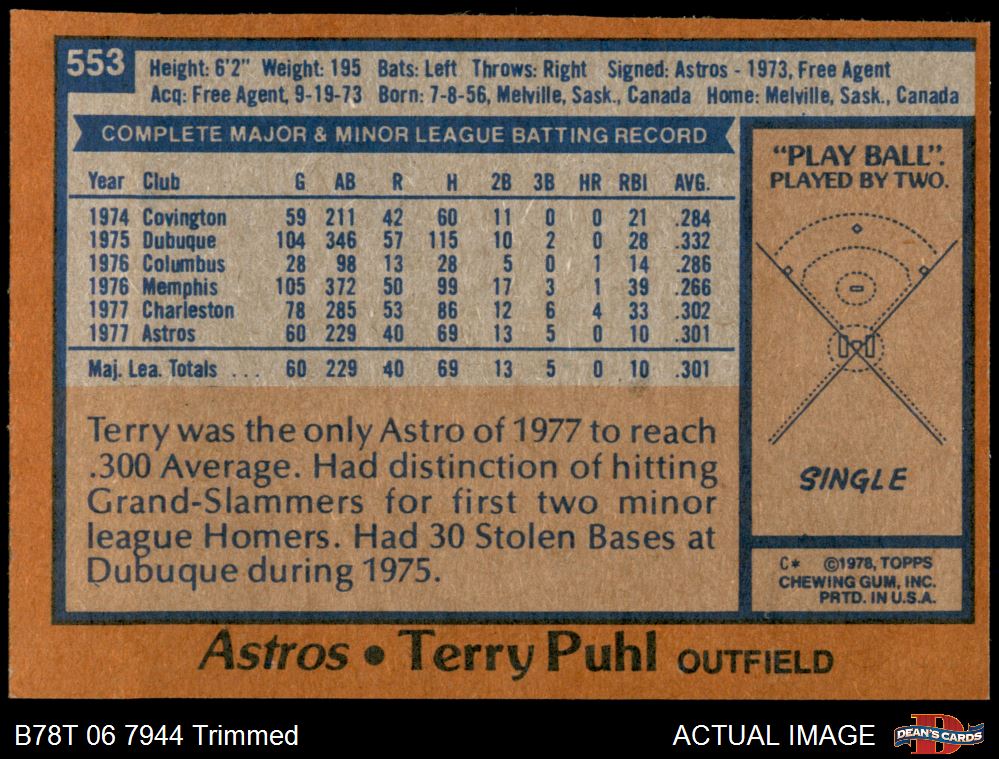 553
Height: 6'2" Weight: 195 Bats: Left Throws: Right Signed: Astros - 1973, Free Agent
Acq: Free Agent, 9-19-73 Born: 7-8-56, Melville, Sask., Canada Home: Melville, Sask., Canada
COMPLETE MAJOR & MINOR LEAGUE BATTING RECORD
Year Club G AB R H 2B 3B HR RBI AVG.
1974 Covington 59 211 42 60 11 0 0 21 .284
1975 Dubuque 104 346 57 115 10 2 0 28 .332
1976 Columbus 28 98 13 28 5 0 1 14 .286
1976 Memphis 105 372 50 99 17 3 1 39 .266
1977 Charleston 78 285 53 86 12 6 4 33 .302
1977 Astros 60 229 40 69 13 5 0 10 .301
Maj. Lea. Totals ... 60 229 40 69 13 5 0 10 .301
Terry was the only Astro of 1977 to reach
.300 Average. Had distinction of hitting
Grand-Slammers for first two minor
league Homers. Had 30 Stolen Bases at
Dubuque during 1975.
"PLAY BALL".
PLAYED BY TWO.
SINGLE
C* ©1978, TOPPS
CHEWING GUM, INC.
PRTD. IN U.S.A.
Astros • Terry Puhl OUTFIELD
B78T 06 7944 Trimmed
ACTUAL IMAGE
DEAN'S CARDS